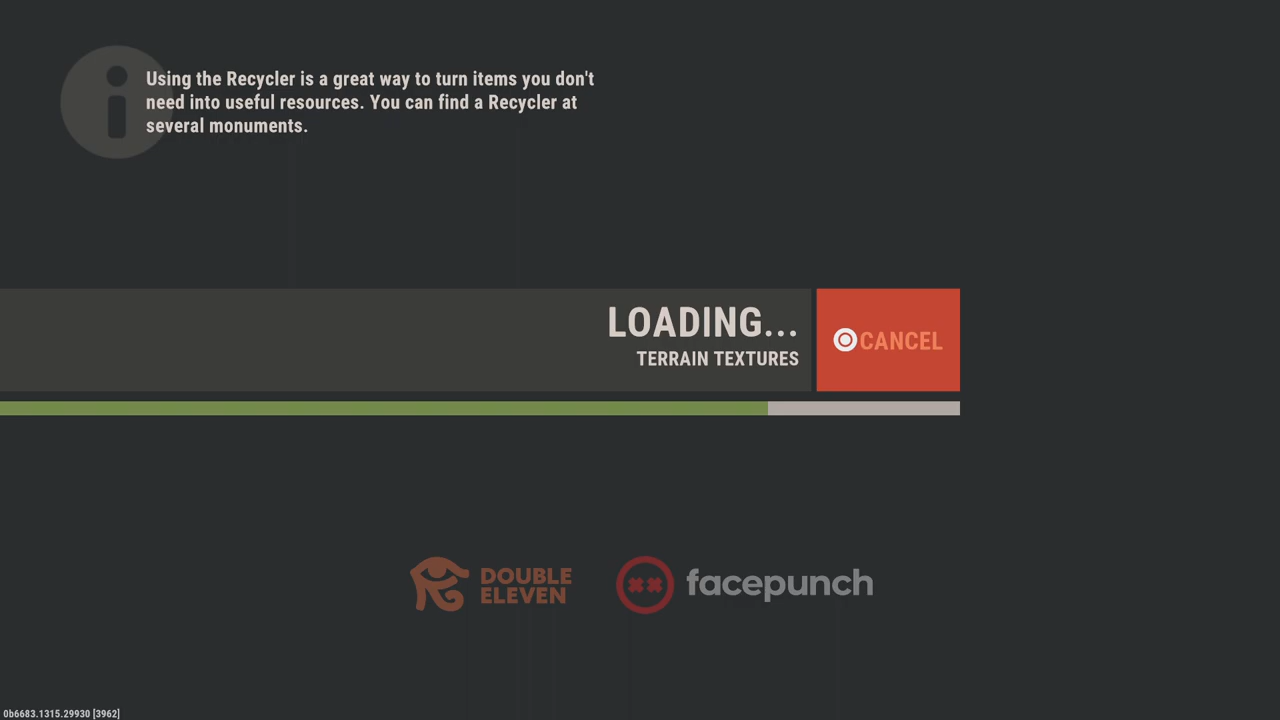 Using the Recycler is a great way to turn items you don't
need into useful resources. You can find a Recycler at
several monuments.
LOADING...
TERRAIN TEXTURES
CANCEL
DOUBLE
ELEVEN
facepunch
0b6683.1315.29930 [3962]